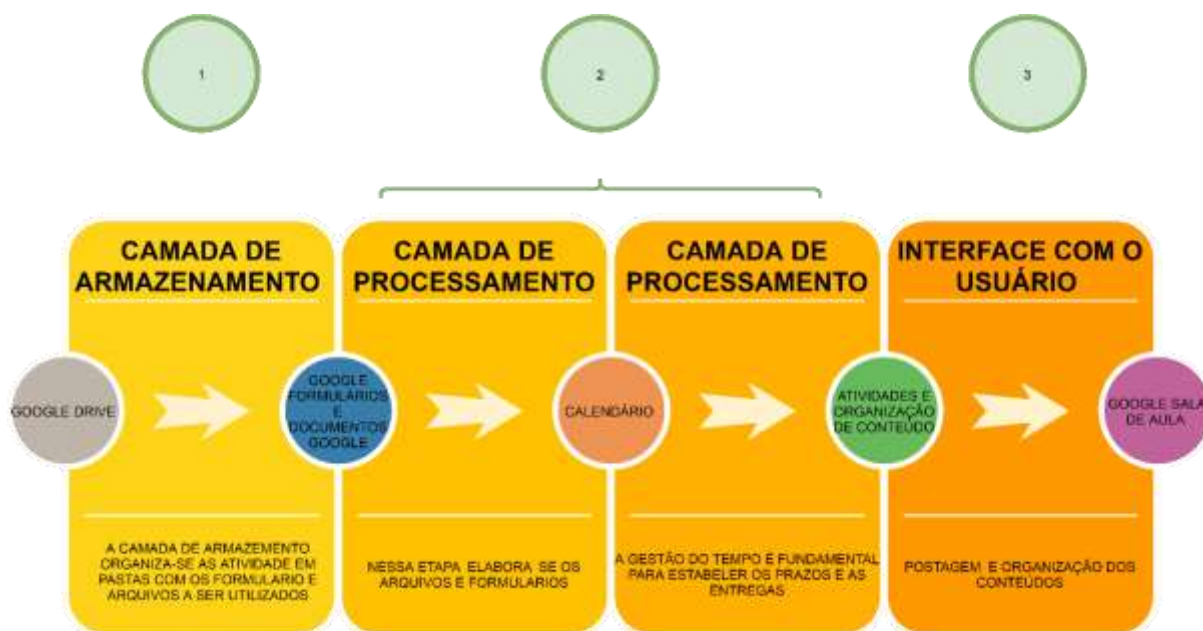 1
2
3
CAMADA DE
ARMAZENAMENTO
CAMADA DE
PROCESSAMENTO
CAMADA DE
PROCESSAMENTO
INTERFACE COM O
USUÁRIO
GOOGLE DRIVE
GOOGLE
FORMULÁRIOS
E
DOCUMENTOS
GOOGLE
CALENDÁRIO
ATIVIDADES E
ORGANIZAÇÃO
DE CONTEÚDO
GOOGLE SALA
DE AULA
A CAMADA DE ARMAZEMENTO
ORGANIZA-SE AS ATIVIDADE EM
PASTAS COM OS FORMULARIO E
ARQUIVOS A SER UTILIZADOS
NESSA ETAPA ELABORA SE OS
ARQUIVOS E FORMULARIOS
A GESTÃO DO TEMPO É FUNDAMENTAL
PARA ESTABELER OS PRAZOS E AS
ENTREGAS
POSTAGEM E ORGANIZAÇÃO DOS
CONTEÚDOS